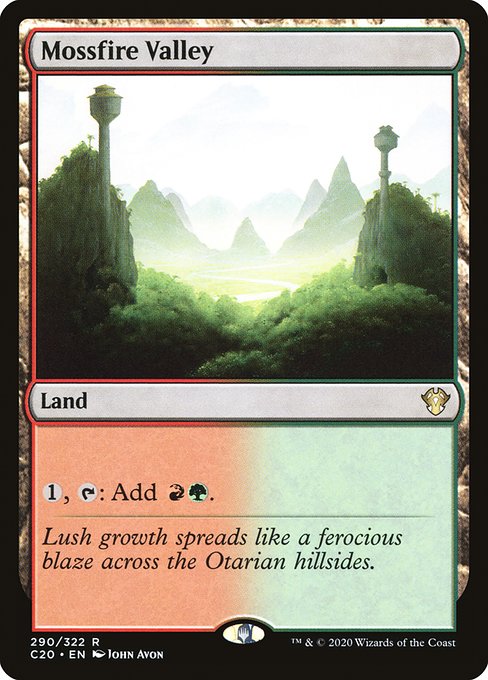 Mossfire Valley
Land
1, : Add .
Lush growth spreads like a ferocious
blaze across the Otarian hillsides.
290/322 R
C20 • EN John Avon
™ & © 2020 Wizards of the Coast